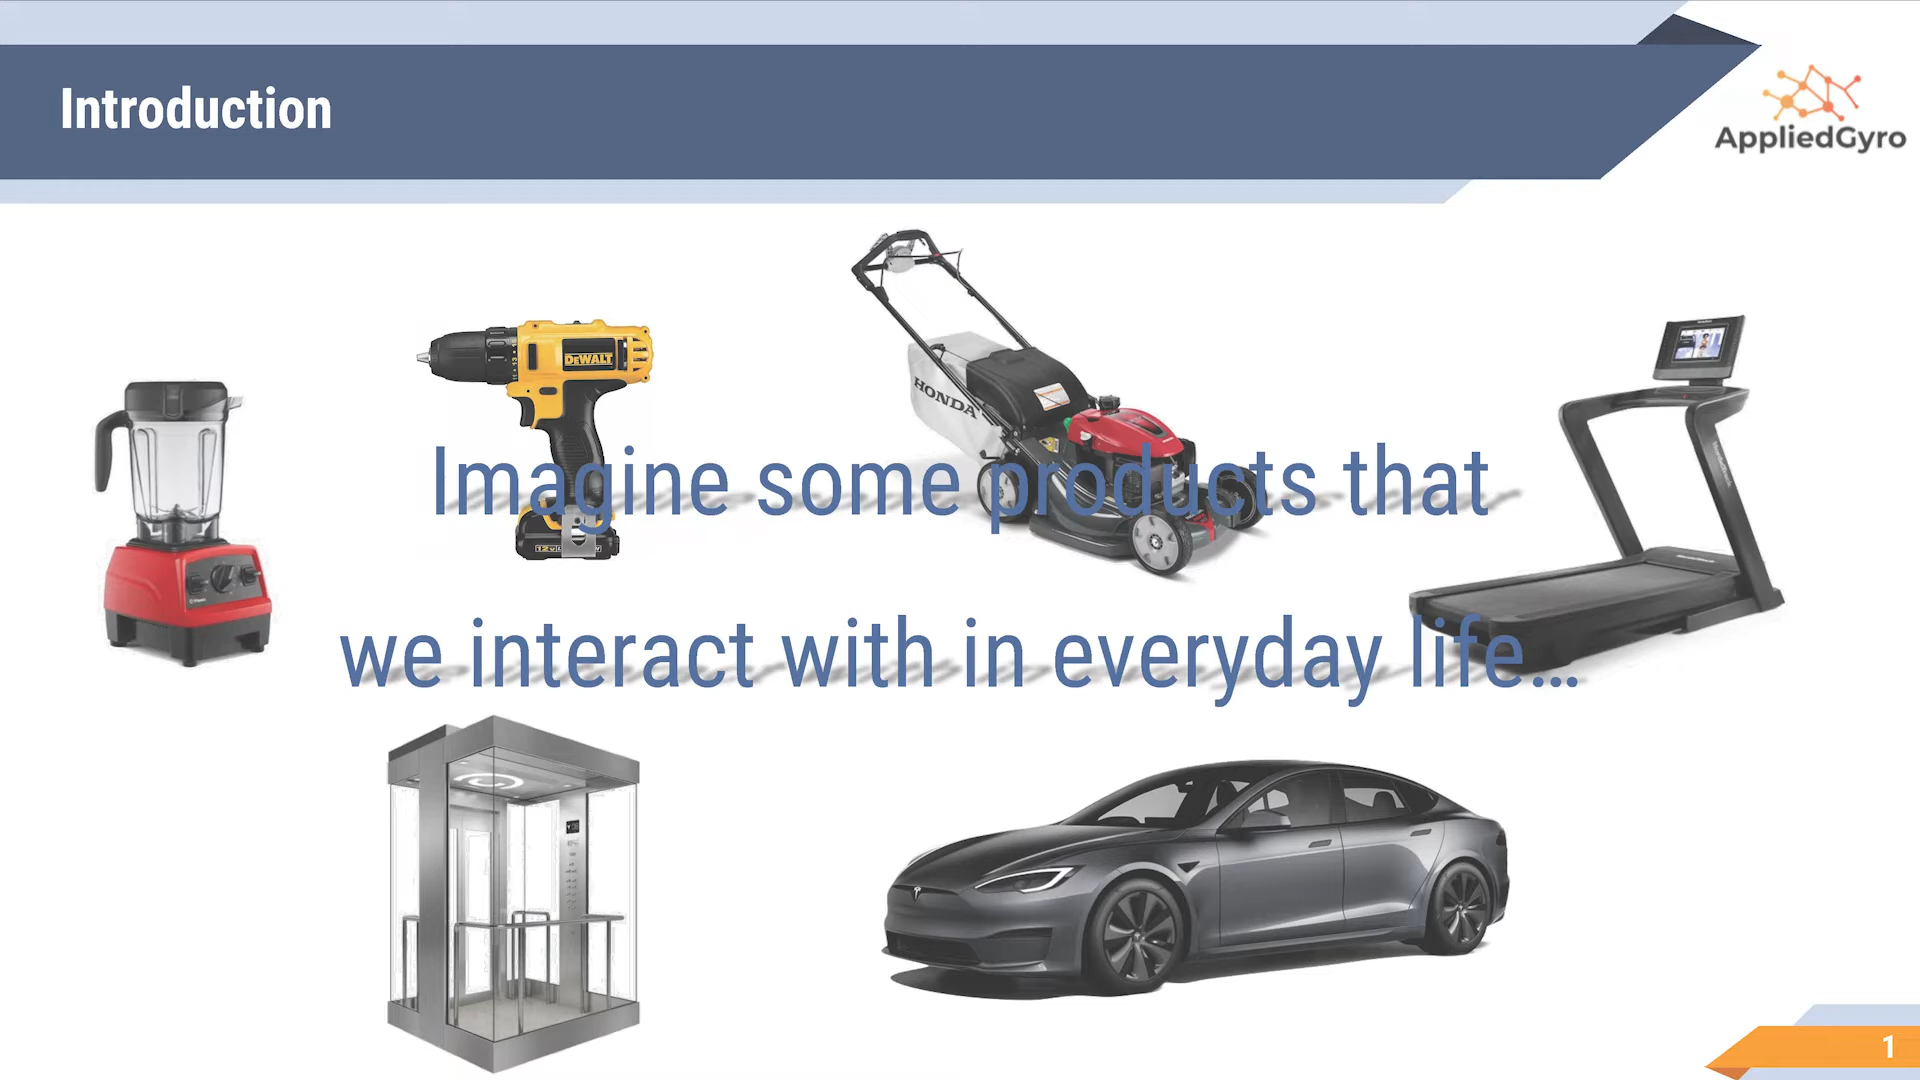 Introduction
AppliedGyro
DEWALT
HONDA
Imagine some products that
we interact with in everyday life...
1